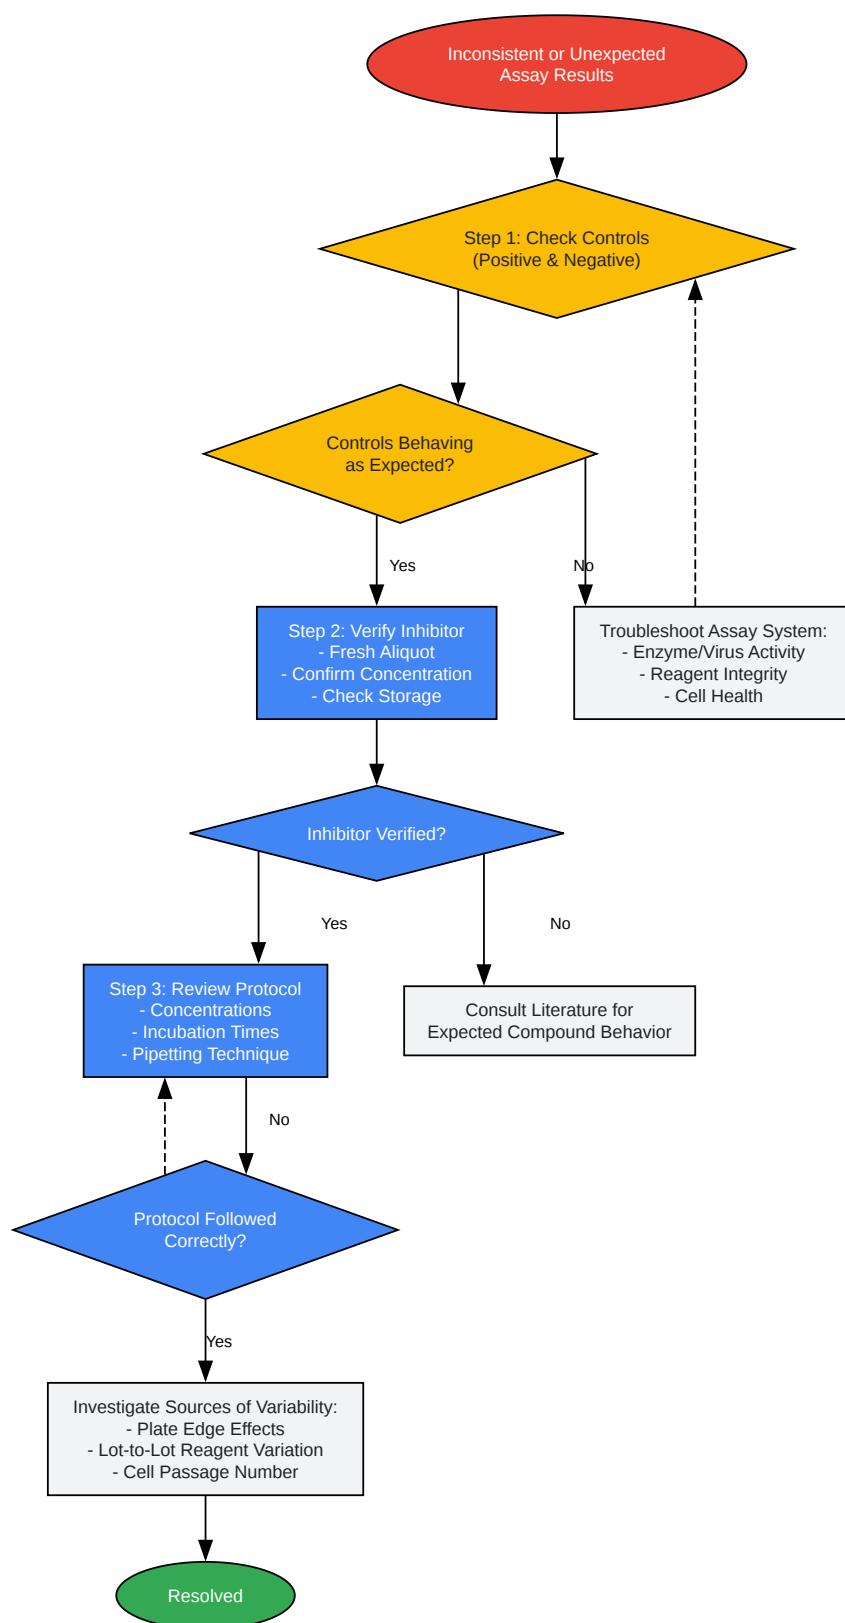 Inconsistent or Unexpected
Assay Results
Step 1: Check Controls
(Positive & Negative)
Controls Behaving
as Expected?
Yes
No
Step 2: Verify Inhibitor
- Fresh Aliquot
- Confirm Concentration
- Check Storage
Troubleshoot Assay System:
- Enzyme/Virus Activity
- Reagent Integrity
- Cell Health
Inhibitor Verified?
Yes
No
Step 3: Review Protocol
- Concentrations
- Incubation Times
- Pipetting Technique
Consult Literature for
Expected Compound Behavior
No
Protocol Followed
Correctly?
Yes
Investigate Sources of Variability:
- Plate Edge Effects
- Lot-to-Lot Reagent Variation
- Cell Passage Number
Resolved